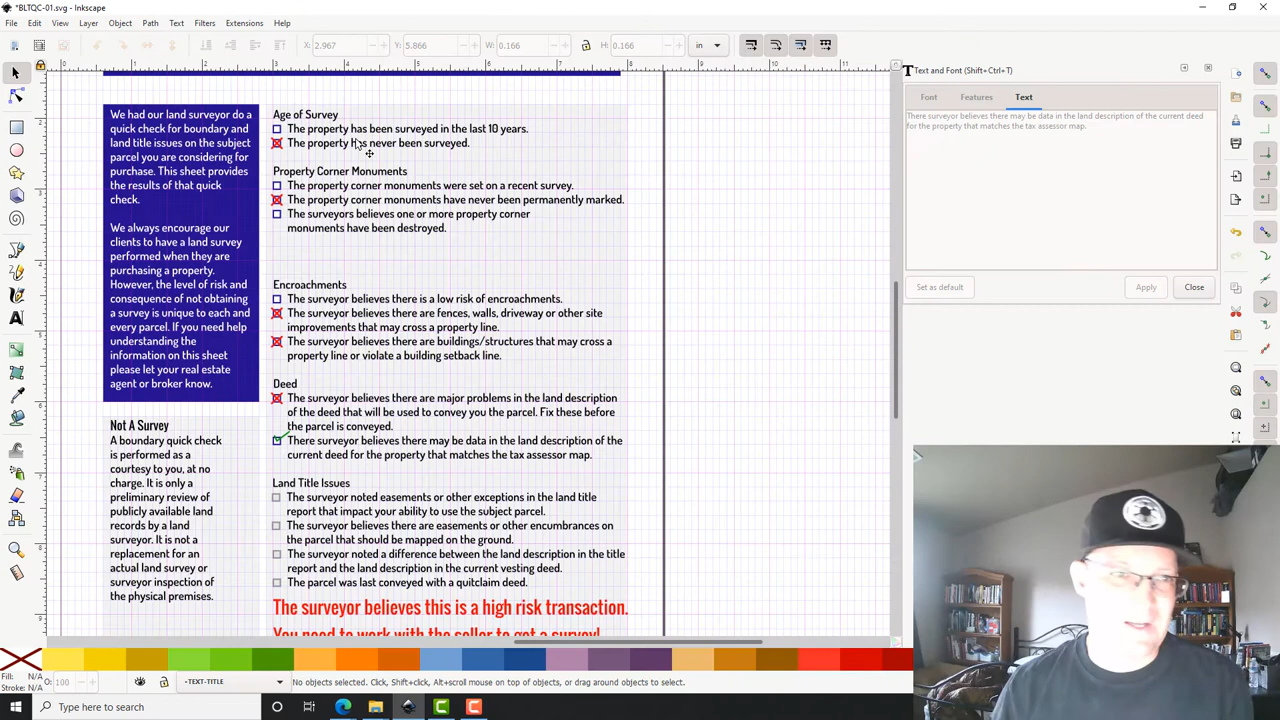 *BLTQC-01.svg - Inkscape
File Edit View Layer Object Path Text Filters Extensions Help
X: 2.967 Y: 5.866 W: 0.166 H: 0.166 in
Text and Font (Shift+Ctrl+T)
Font Features Text
There surveyor believes there may be data in the land description of the current deed
for the property that matches the tax assessor map.
Set as default Apply Close
We had our land surveyor do a
quick check for boundary and
land title issues on the subject
parcel you are considering for
purchase. This sheet provides
the results of that quick
check.
We always encourage our
clients to have a land survey
performed when they are
purchasing a property.
However, the level of risk and
consequence of not obtaining
a survey is unique to each and
every parcel. If you need help
understanding the
information on this sheet
please let your real estate
agent or broker know.
Not A Survey
A boundary quick check
is performed as a
courtesy to you, at no
charge. It is only a
preliminary review of
publicly available land
records by a land
surveyor. It is not a
replacement for an
actual land survey or
surveyor inspection of
the physical premises.
Age of Survey
The property has been surveyed in the last 10 years.
The property has never been surveyed.
Property Corner Monuments
The property corner monuments were set on a recent survey.
The property corner monuments have never been permanently marked.
The surveyors believes one or more property corner
monuments have been destroyed.
Encroachments
The surveyor believes there is a low risk of encroachments.
The surveyor believes there are fences, walls, driveway or other site
improvements that may cross a property line.
The surveyor believes there are buildings/structures that may cross a
property line or violate a building setback line.
Deed
The surveyor believes there are major problems in the land description
of the deed that will be used to convey you the parcel. Fix these before
the parcel is conveyed.
There surveyor believes there may be data in the land description of the
current deed for the property that matches the tax assessor map.
Land Title Issues
The surveyor noted easements or other exceptions in the land title
report that impact your ability to use the subject parcel.
The surveyor believes there are easements or other encumbrances on
the parcel that should be mapped on the ground.
The surveyor noted a difference between the land description in the title
report and the land description in the current vesting deed.
The parcel was last conveyed with a quitclaim deed.
The surveyor believes this is a high risk transaction.
You need to work with the seller to get a survey!
Fill: N/A
Stroke: N/A
O: 100
-TEXT-TITLE
No objects selected. Click, Shift+click, Alt+scroll mouse on top of objects, or drag around objects to select.
Type here to search